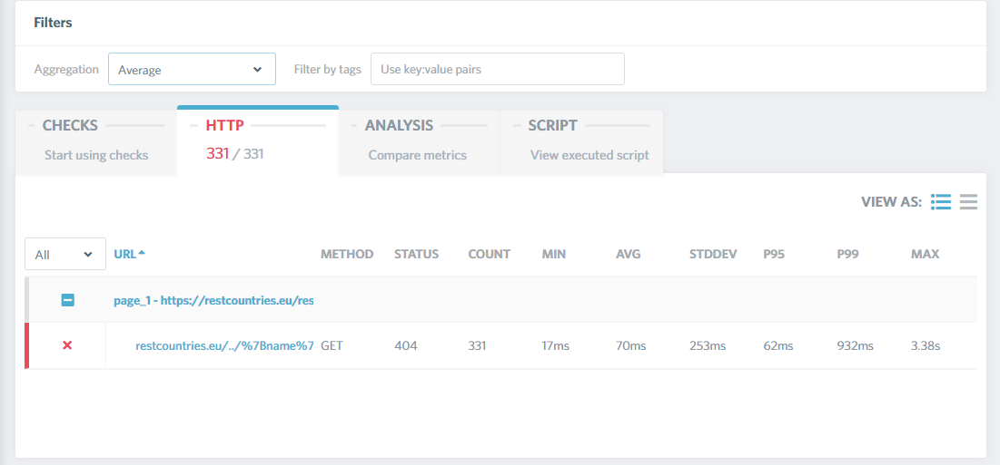 Filters
Aggregation Average Filter by tags Use key:value pairs
CHECKS HTTP ANALYSIS SCRIPT
Start using checks 331 / 331 Compare metrics View executed script
VIEW AS:
All URL METHOD STATUS COUNT MIN AVG STDDEV P95 P99 MAX
page_1 - https://restcountries.eu/res
restcountries.eu/../%7Bname%7 GET 404 331 17ms 70ms 253ms 62ms 932ms 3.38s